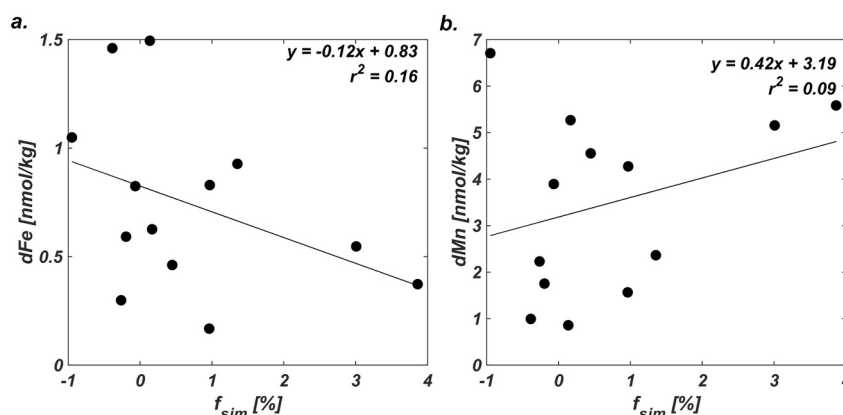 a.
y = -0.12x + 0.83
r² = 0.16
1.5
1
0.5
0
dFe [nmol/kg]
-1 0 1 2 3 4
f_sim [%]
b.
y = 0.42x + 3.19
r² = 0.09
7
6
5
4
3
2
1
0
dMn [nmol/kg]
-1 0 1 2 3 4
f_sim [%]